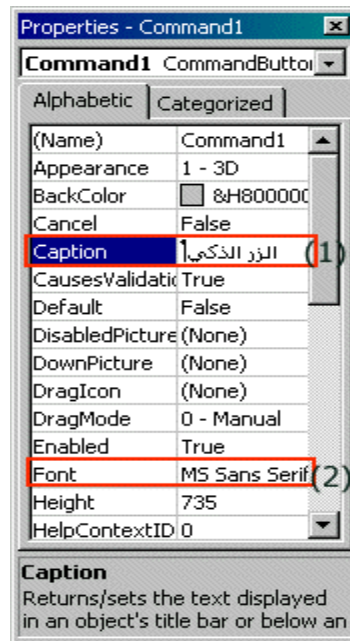 Properties - Command1
Command1 CommandButton
Alphabetic Categorized
(Name) Command1
Appearance 1 - 3D
BackColor &H800000
Cancel False
Caption الزر الذكي (1)
CausesValidatic True
Default False
DisabledPicture (None)
DownPicture (None)
DragIcon (None)
DragMode 0 - Manual
Enabled True
Font MS Sans Serif (2)
Height 735
HelpContextID 0
Caption
Returns/sets the text displayed
in an object's title bar or below an